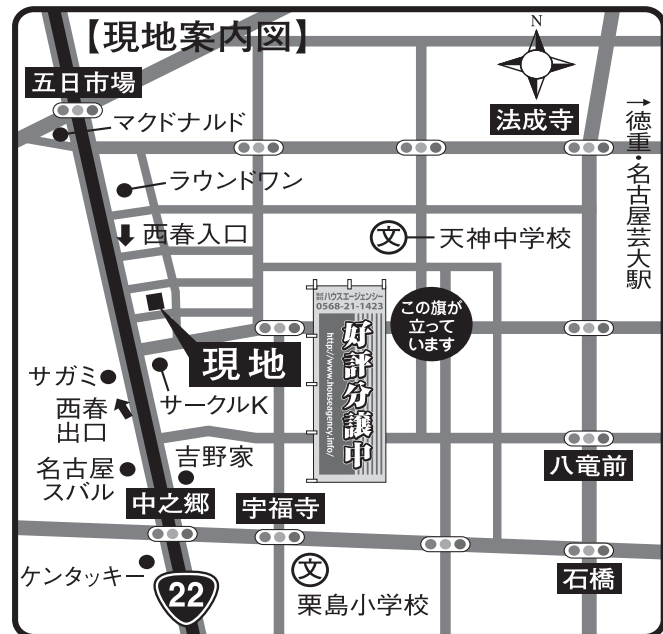 【現地案内図】
N
五日市場
マクドナルド
法成寺
→徳重・名古屋芸大駅
ラウンドワン
西春入口
文
天神中学校
株式会社ハウスエージェンシー
0568-21-1423
好評分譲中
http://www.houseagency.info/
この旗が
立って
います
現地
サガミ
サークルK
西春
出口
吉野家
名古屋
スバル
八竜前
中之郷
宇福寺
ケンタッキー
22
文
栗島小学校
石橋